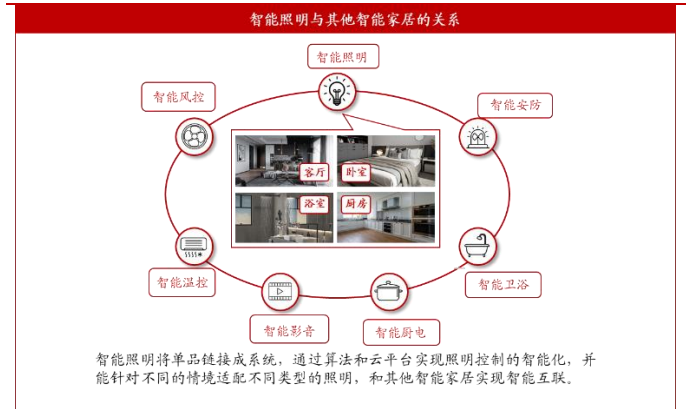 智能照明与其他智能家居的关系
智能照明
智能风控
智能安防
客厅
卧室
浴室
厨房
智能温控
智能卫浴
智能影音
智能厨电
智能照明将单品链接成系统，通过算法和云平台实现照明控制的智能化，并
能针对不同的情境适配不同类型的照明，和其他智能家居实现智能互联。